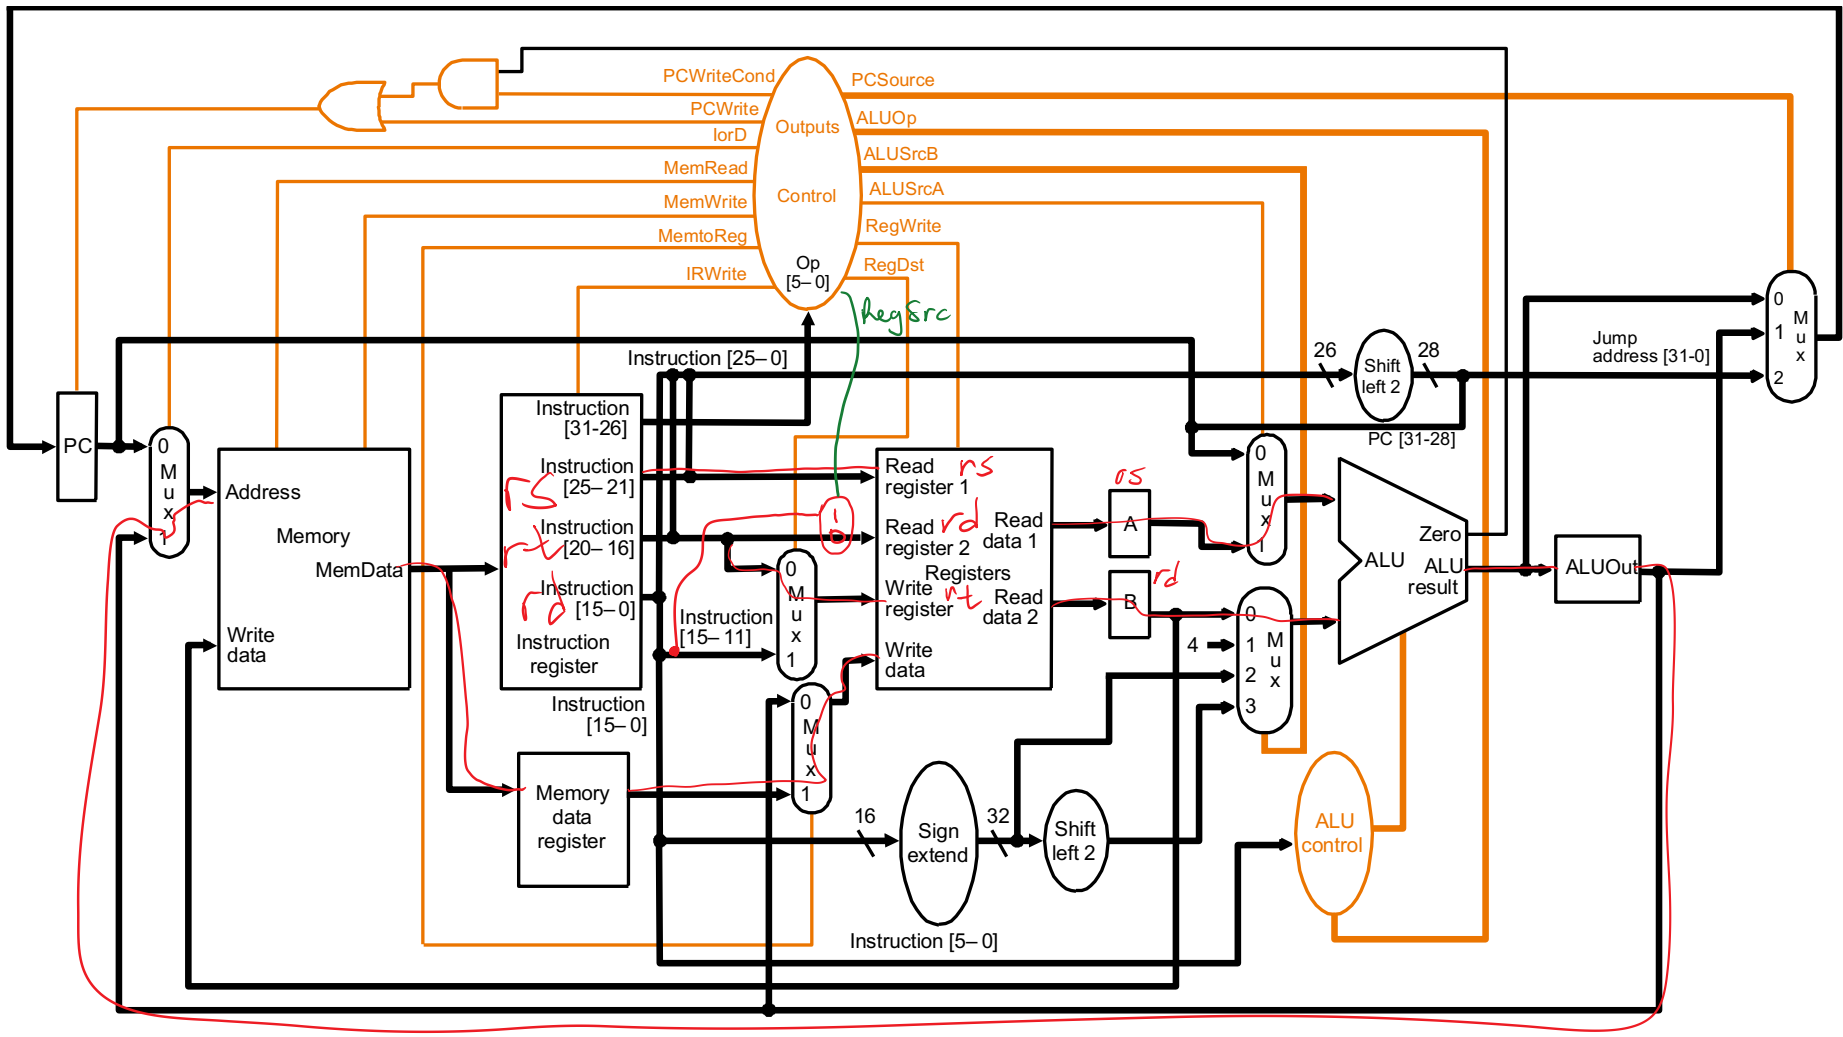 PCWriteCond
PCWrite
IorD
MemRead
MemWrite
MemtoReg
IRWrite
Outputs
Control
Op
[5–0]
PCSource
ALUOp
ALUSrcB
ALUSrcA
RegWrite
RegDst
RegSrc
Instruction [25–0]
26
Shift
left 2
28
Jump
address [31-0]
PC [31-28]
0
1
2
M
u
x
PC
0
M
u
x
1
Address
Memory
MemData
Write
data
Instruction
[31-26]
Instruction
[25–21]
rs
Instruction
[20–16]
rt
Instruction
[15–0]
rd
Instruction
register
Instruction
[15–11]
Instruction
[15–0]
1
0
0
M
u
x
1
0
M
u
x
1
Memory
data
register
Read
register 1
rs
Read
register 2
rd
Registers
Write
register
rt
Write
data
Read
data 1
Read
data 2
A
B
rd
0
M
u
x
1
4
0
1
2
3
M
u
x
ALU
Zero
ALU
result
ALUOut
16
Sign
extend
32
Shift
left 2
ALU
control
Instruction [5–0]